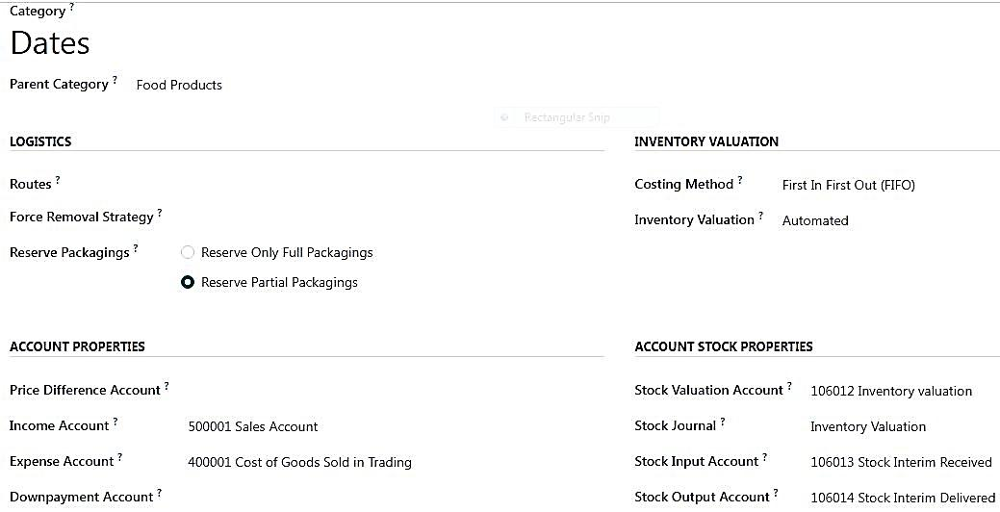 Category ?
Dates
Parent Category ? Food Products
Rectangular Snip
LOGISTICS
INVENTORY VALUATION
Routes ?
Costing Method ? First In First Out (FIFO)
Force Removal Strategy ?
Inventory Valuation ? Automated
Reserve Packagings ? Reserve Only Full Packagings
Reserve Partial Packagings
ACCOUNT PROPERTIES
ACCOUNT STOCK PROPERTIES
Price Difference Account ?
Stock Valuation Account ? 106012 Inventory valuation
Income Account ? 500001 Sales Account
Stock Journal ? Inventory Valuation
Expense Account ? 400001 Cost of Goods Sold in Trading
Stock Input Account ? 106013 Stock Interim Received
Downpayment Account ?
Stock Output Account ? 106014 Stock Interim Delivered